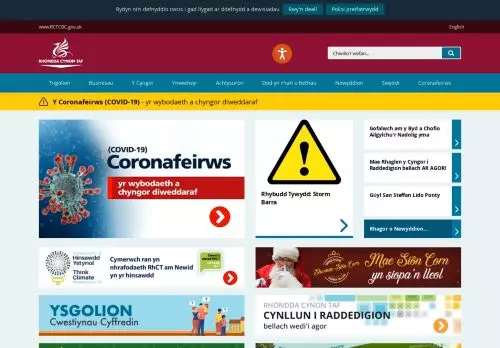 Rydyn ni'n defnyddio cwcis i gad llygad ar ddefnydd a dewisiadau
Rwy'n deall
Polisi preifatrwydd
www.RCTCBC.gov.uk
English
RHONDDA CYNON TAF
Chwilio'r wefan...
Trigolion
Busnesau
Y Cyngor
Ymwelwyr
Achlysuron
Dod yn rhan o bethau
Newyddion
Swyddi
Coronafeirws
Y Coronafeirws (COVID-19) - yr wybodaeth a chyngor diweddaraf
(COVID-19)
Coronafeirws
yr wybodaeth a
chyngor diweddaraf
Rhybudd Tywydd: Storm
Barra
Gofalwch am y Byd a Chofio
Ailgylchu'r Nadolig yma
Mae Rhaglen y Cyngor i
Raddedigion bellach AR AGOR!
Gŵyl San Steffan Lido Ponty
Rhagor o Newyddion...
Hinsawdd
Ystyriol
Think
Climate
Cymerwch ran yn
nhrafodaeth RhCT am Newid
yn yr hinsawdd
Mae Siôn Corn
yn siopa'n lleol
YSGOLION
Cwestiynau Cyffredin
RHONDDA CYNON TAF
CYNLLUN I RADDEDIGION
bellach wedi'i agor